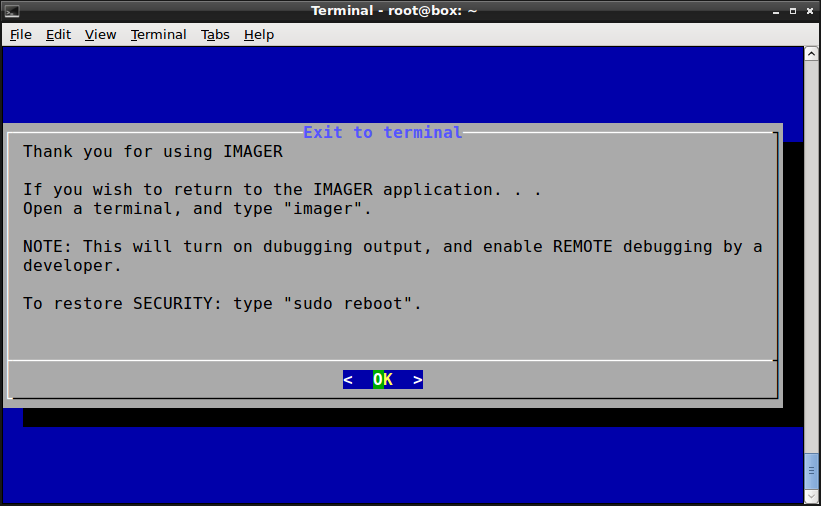 Terminal - root@box: ~
File Edit View Terminal Tabs Help
Exit to terminal
Thank you for using IMAGER
If you wish to return to the IMAGER application. . .
Open a terminal, and type "imager".
NOTE: This will turn on dubugging output, and enable REMOTE debugging by a
developer.
To restore SECURITY: type "sudo reboot".
< OK >